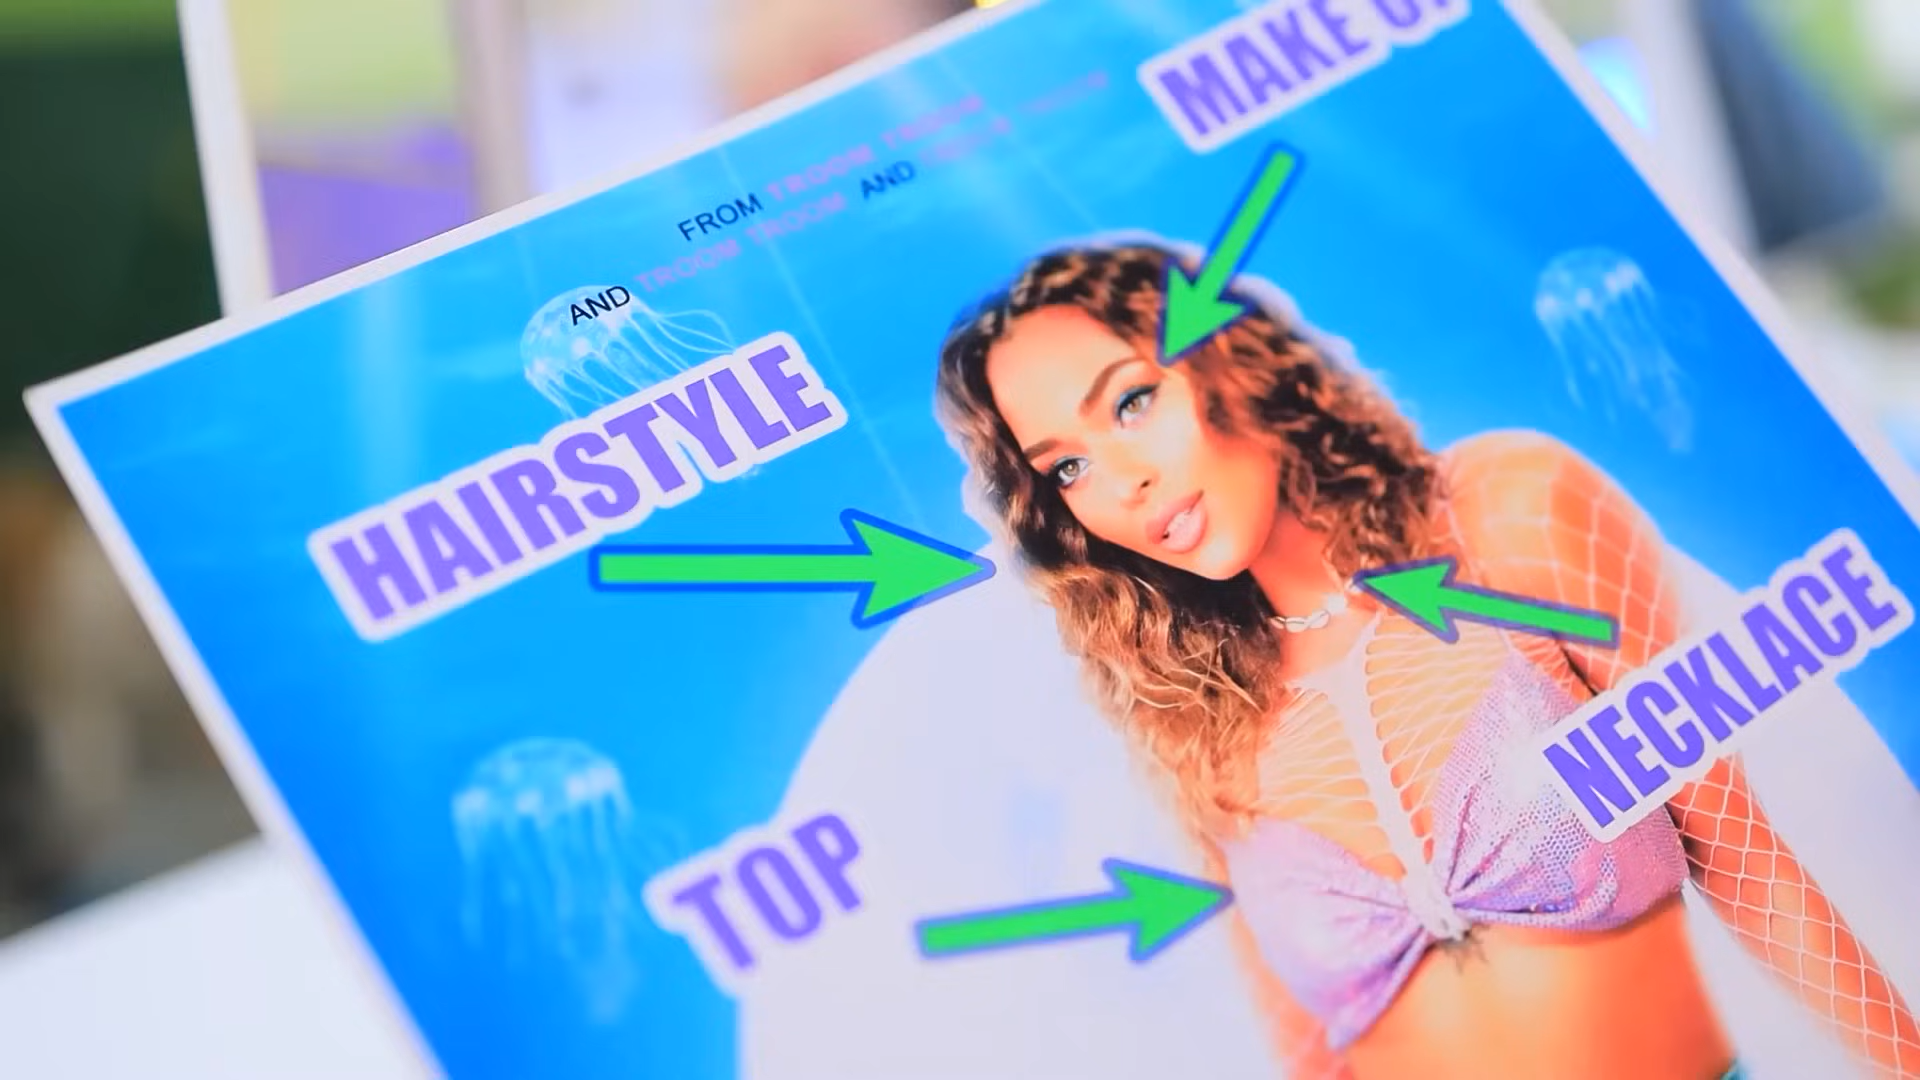 FROM TROOM TROOM
AND TROOM TROOM AND
MAKE
HAIRSTYLE
NECKLACE
TOP